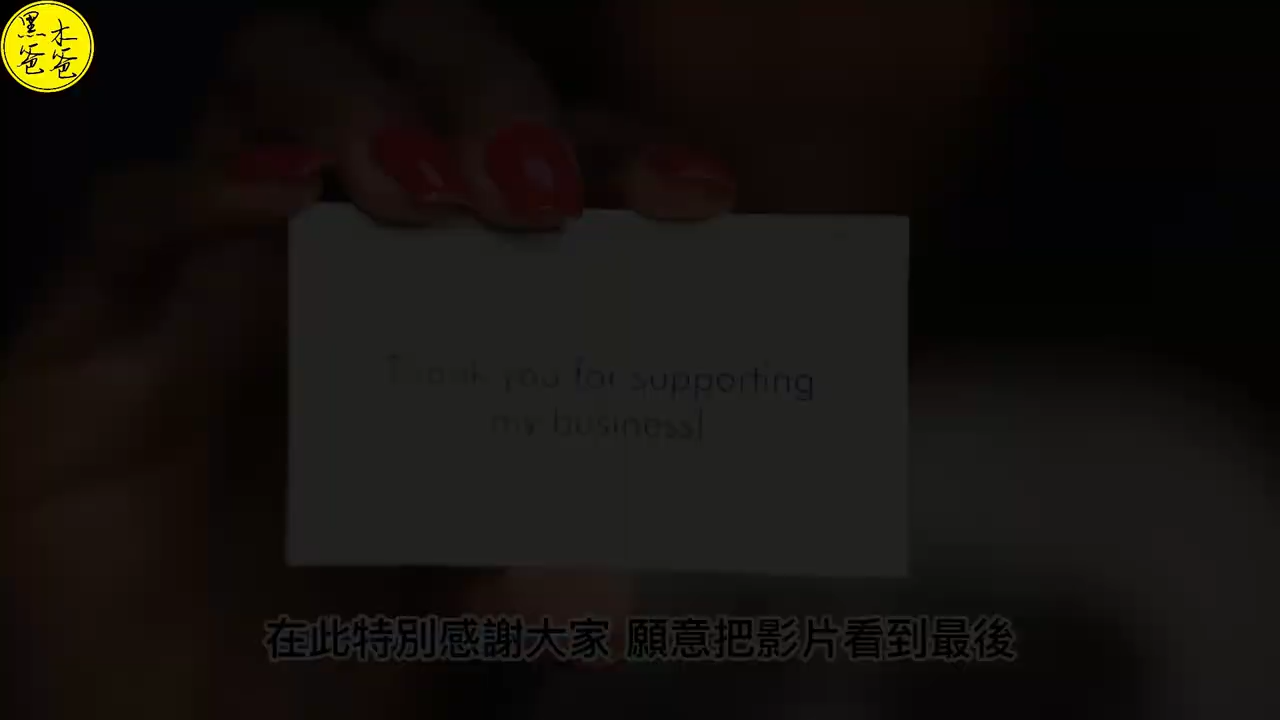 黑木
爸爸
Thank you for supporting
my business!
在此特別感謝大家 願意把影片看到最後